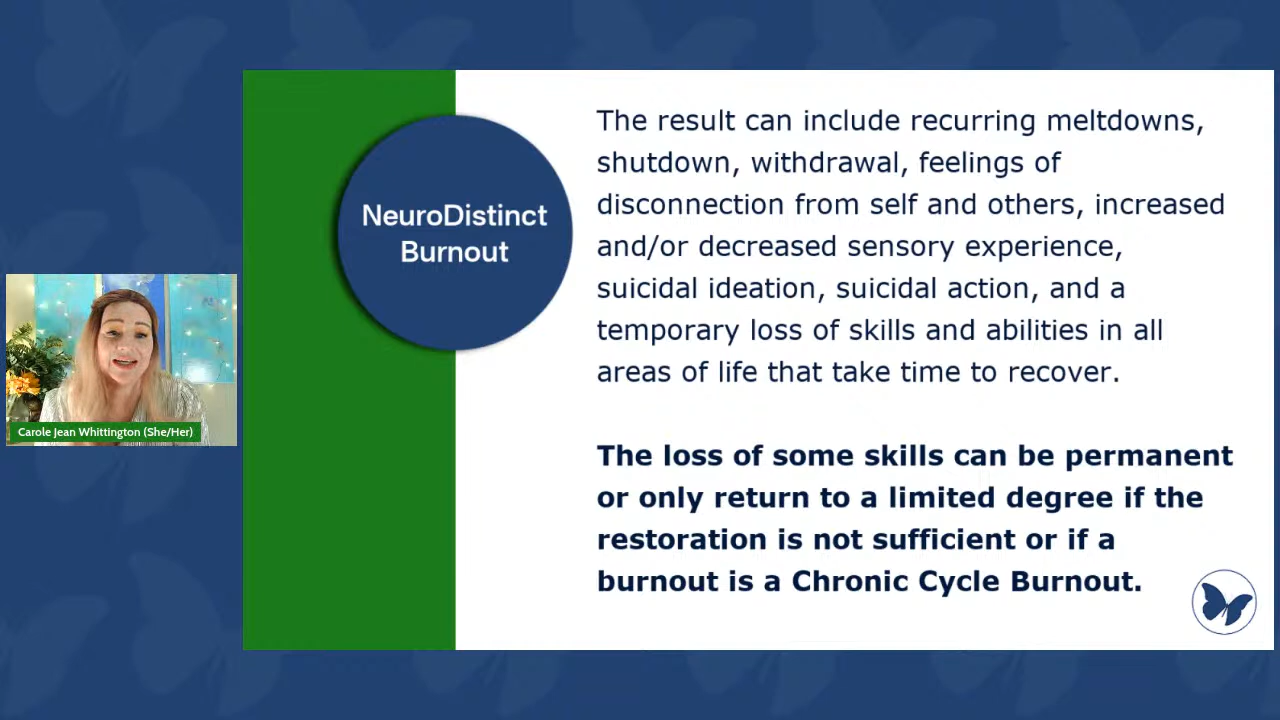 NeuroDistinct
Burnout
The result can include recurring meltdowns,
shutdown, withdrawal, feelings of
disconnection from self and others, increased
and/or decreased sensory experience,
suicidal ideation, suicidal action, and a
temporary loss of skills and abilities in all
areas of life that take time to recover.
The loss of some skills can be permanent
or only return to a limited degree if the
restoration is not sufficient or if a
burnout is a Chronic Cycle Burnout.
Carole Jean Whittington (She/Her)